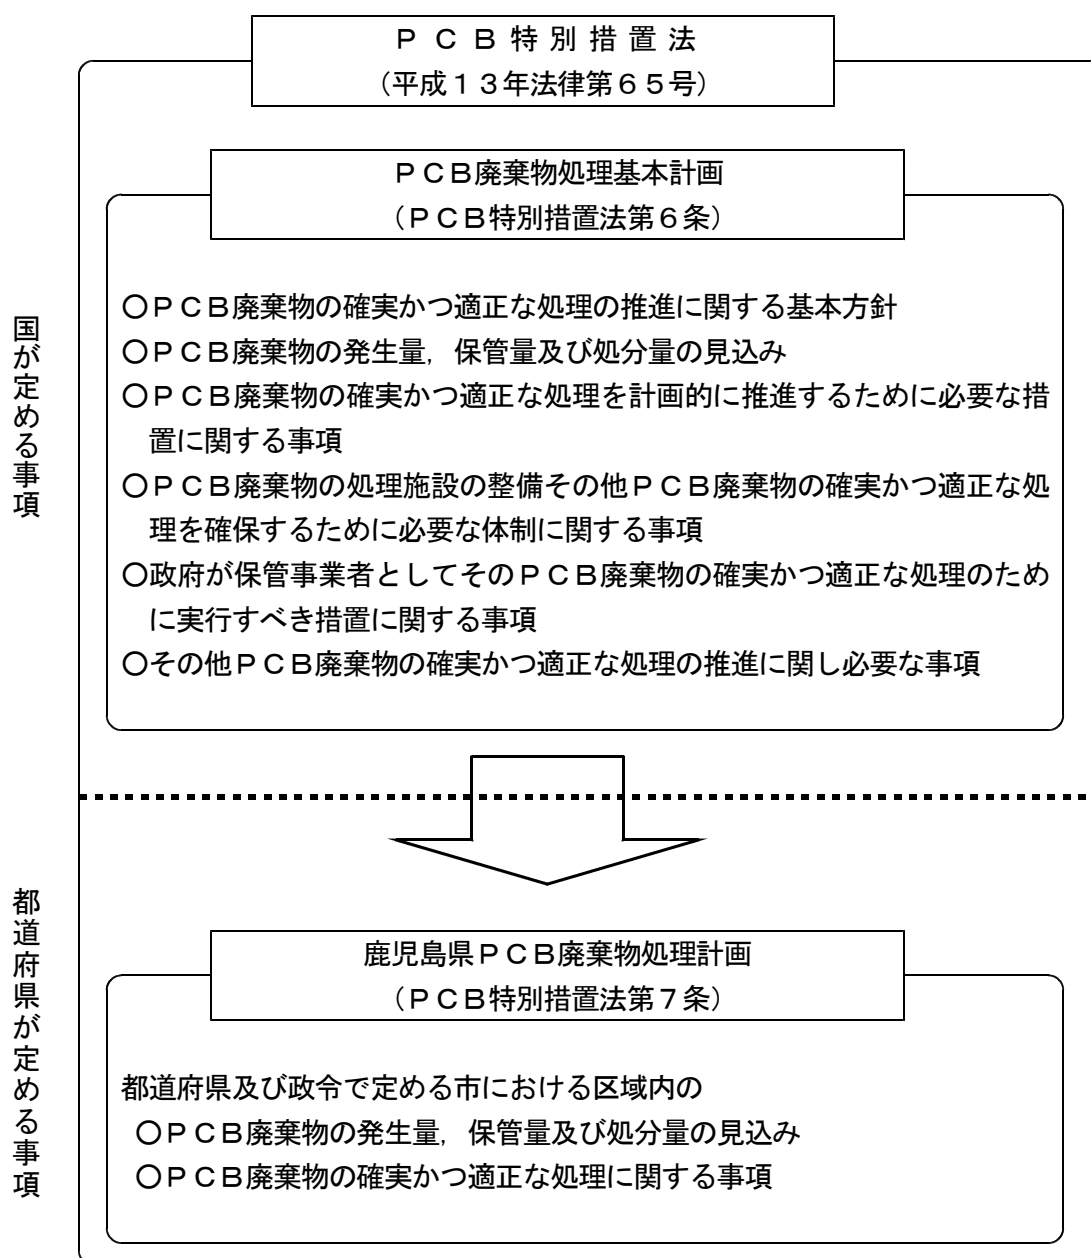 ＰＣＢ特別措置法
（平成１３年法律第６５号）
国が定める事項
ＰＣＢ廃棄物処理基本計画
（ＰＣＢ特別措置法第６条）
○ＰＣＢ廃棄物の確実かつ適正な処理の推進に関する基本方針
○ＰＣＢ廃棄物の発生量，保管量及び処分量の見込み
○ＰＣＢ廃棄物の確実かつ適正な処理を計画的に推進するために必要な措
置に関する事項
○ＰＣＢ廃棄物の処理施設の整備その他ＰＣＢ廃棄物の確実かつ適正な処
理を確保するために必要な体制に関する事項
○政府が保管事業者としてそのＰＣＢ廃棄物の確実かつ適正な処理のため
に実行すべき措置に関する事項
○その他ＰＣＢ廃棄物の確実かつ適正な処理の推進に関し必要な事項
都道府県が定める事項
鹿児島県ＰＣＢ廃棄物処理計画
（ＰＣＢ特別措置法第７条）
都道府県及び政令で定める市における区域内の
○ＰＣＢ廃棄物の発生量，保管量及び処分量の見込み
○ＰＣＢ廃棄物の確実かつ適正な処理に関する事項